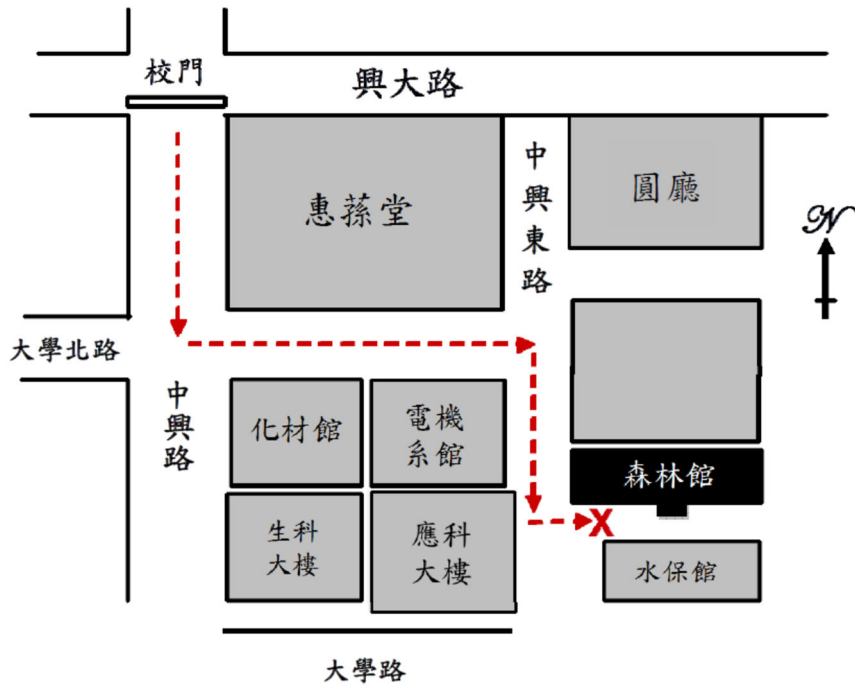 校門
興大路
惠蓀堂
中興東路
圓廳
N
大學北路
中興路
化材館
電機
系館
森林館
X
生科
大樓
應科
大樓
水保館
大學路